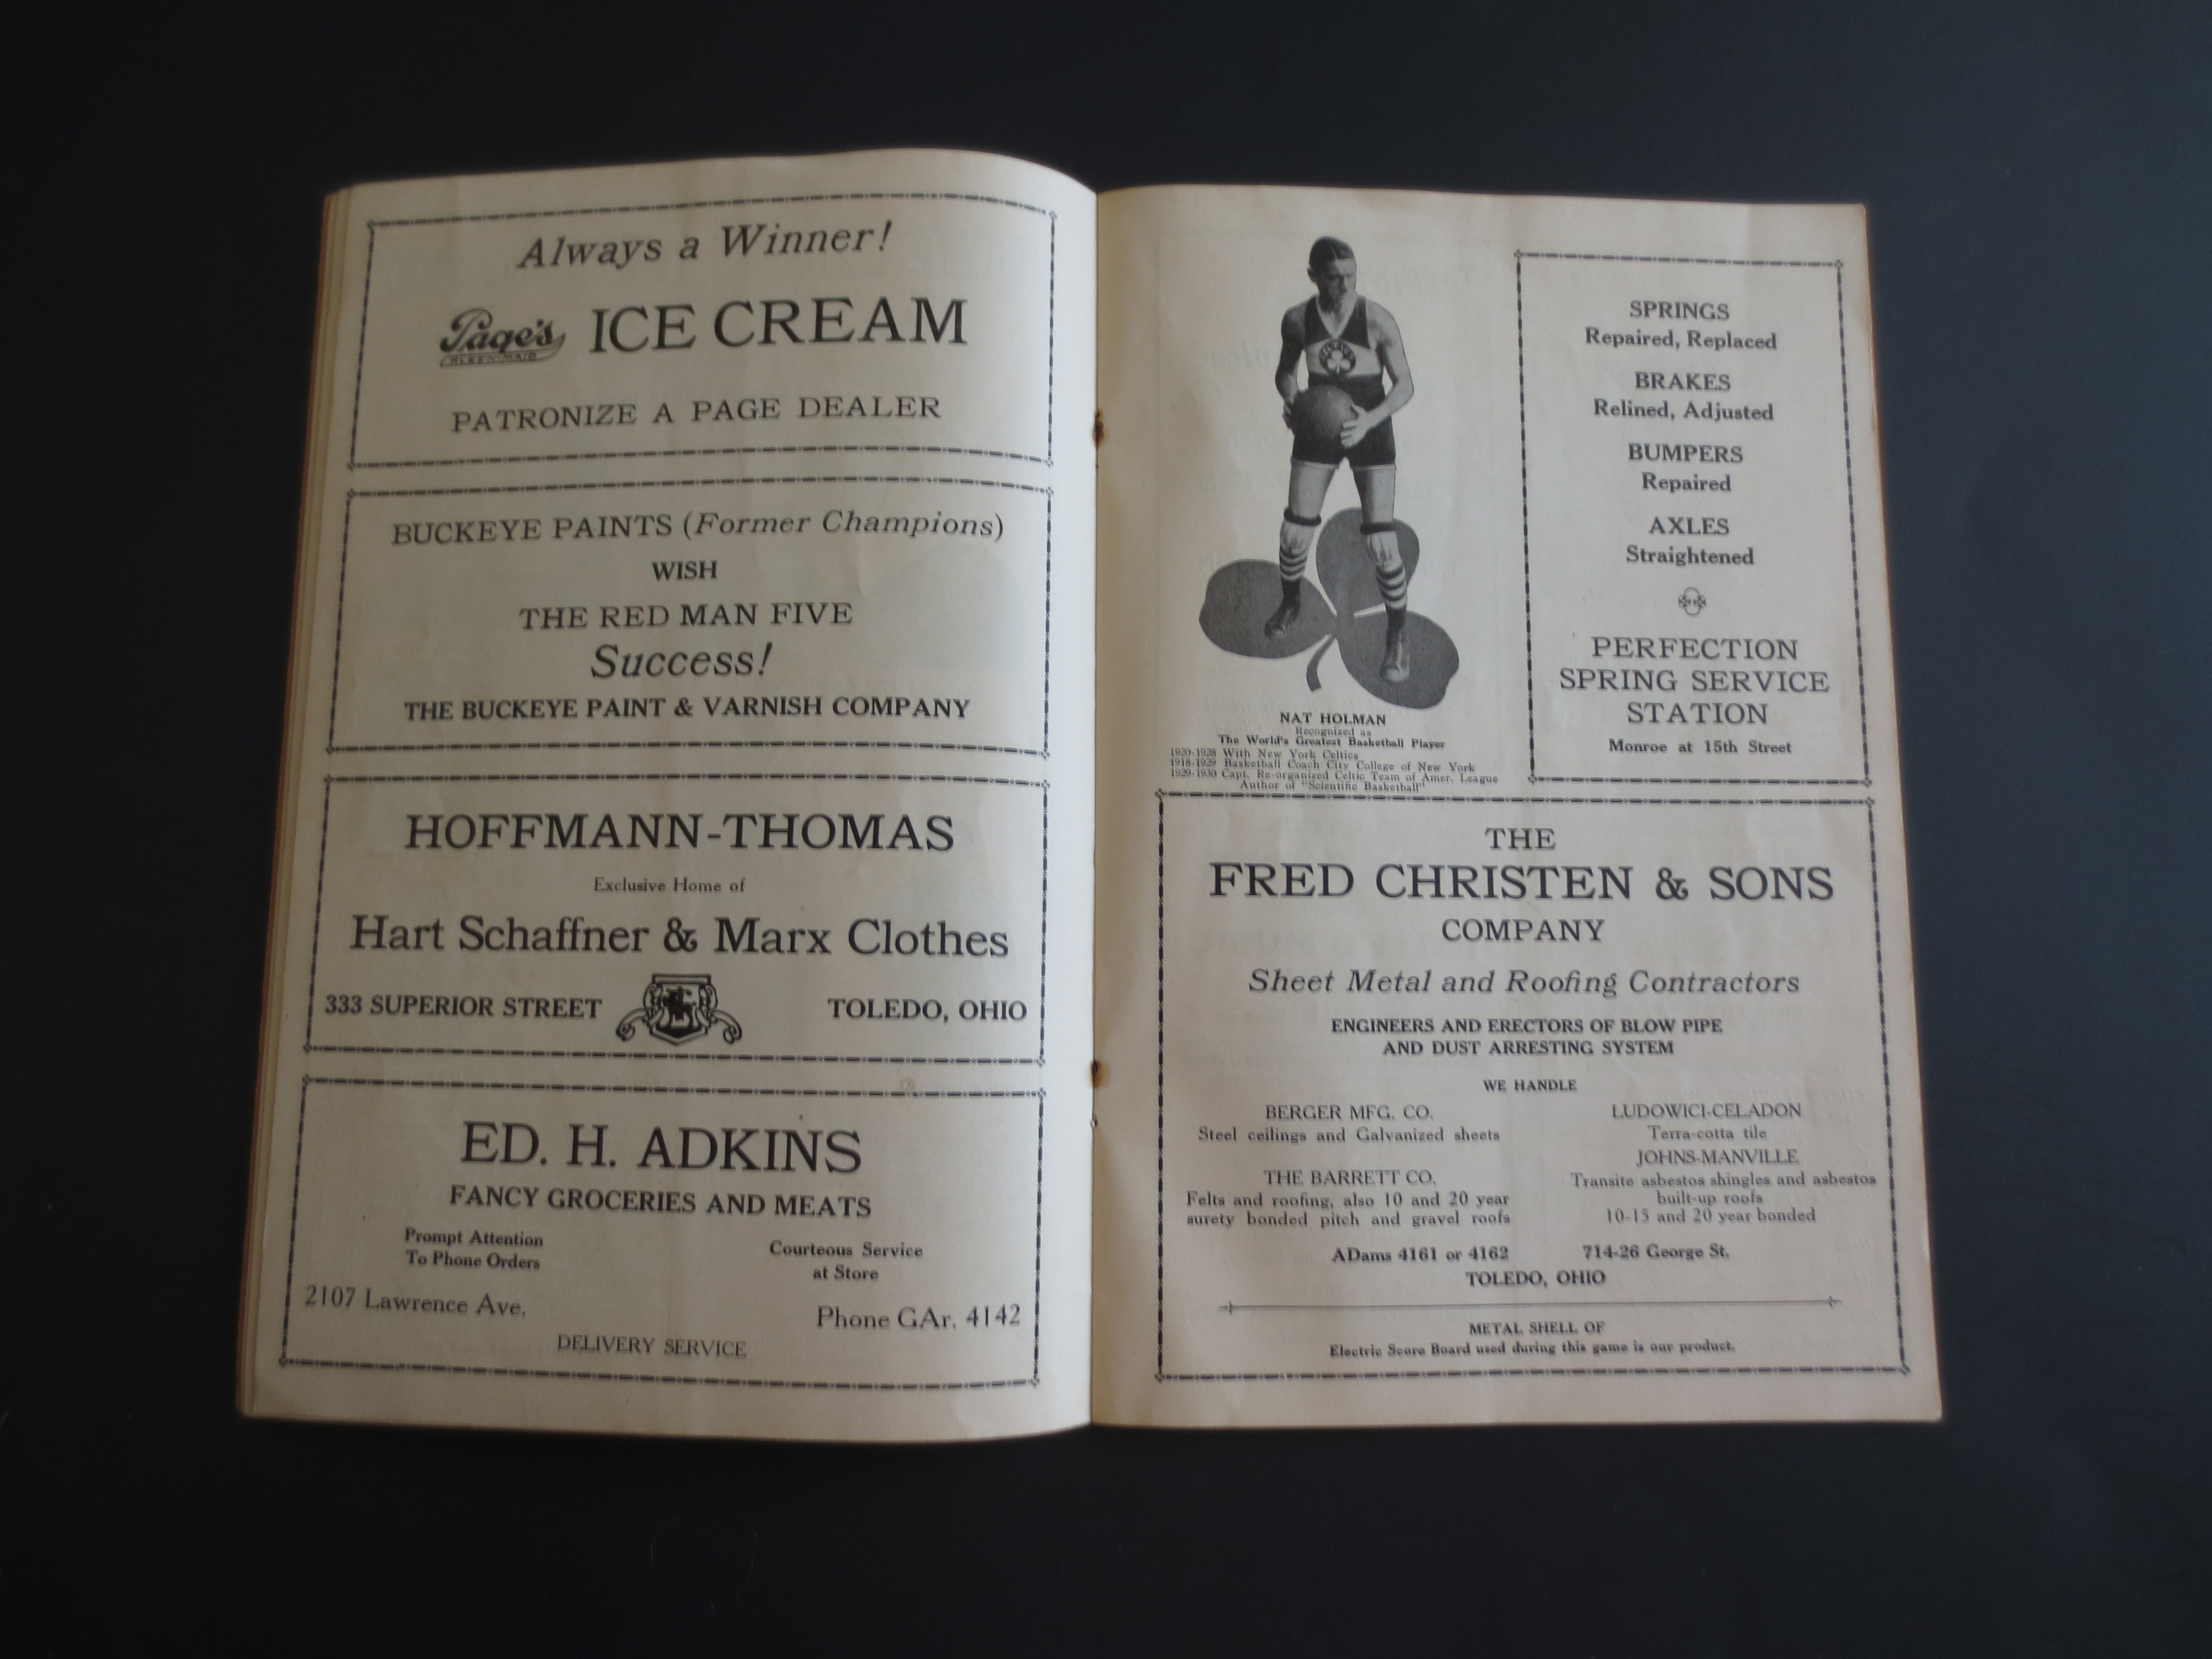 Always a Winner!
Page's ICE CREAM
KLEEN-MAID
PATRONIZE A PAGE DEALER
BUCKEYE PAINTS (Former Champions)
WISH
THE RED MAN FIVE
Success!
THE BUCKEYE PAINT & VARNISH COMPANY
HOFFMANN-THOMAS
Exclusive Home of
Hart Schaffner & Marx Clothes
333 SUPERIOR STREET TOLEDO, OHIO
ED. H. ADKINS
FANCY GROCERIES AND MEATS
Prompt Attention
To Phone Orders
Courteous Service
at Store
2107 Lawrence Ave.
Phone GAr. 4142
DELIVERY SERVICE
CELTICS
NAT HOLMAN
Recognized as
The World's Greatest Basketball Player
1920-1928 With New York Celtics
1918-1929 Basketball Coach City College of New York
1929-1930 Capt. Re-organized Celtic Team of Amer. League
Author of "Scientific Basketball"
SPRINGS
Repaired, Replaced
BRAKES
Relined, Adjusted
BUMPERS
Repaired
AXLES
Straightened
PERFECTION
SPRING SERVICE
STATION
Monroe at 15th Street
THE
FRED CHRISTEN & SONS
COMPANY
Sheet Metal and Roofing Contractors
ENGINEERS AND ERECTORS OF BLOW PIPE
AND DUST ARRESTING SYSTEM
WE HANDLE
BERGER MFG. CO.
Steel ceilings and Galvanized sheets
THE BARRETT CO.
Felts and roofing, also 10 and 20 year
surety bonded pitch and gravel roofs
LUDOWICI-CELADON
Terra-cotta tile
JOHNS-MANVILLE
Transite asbestos shingles and asbestos
built-up roofs
10-15 and 20 year bonded
ADams 4161 or 4162 714-26 George St.
TOLEDO, OHIO
METAL SHELL OF
Electric Score Board used during this game is our product.